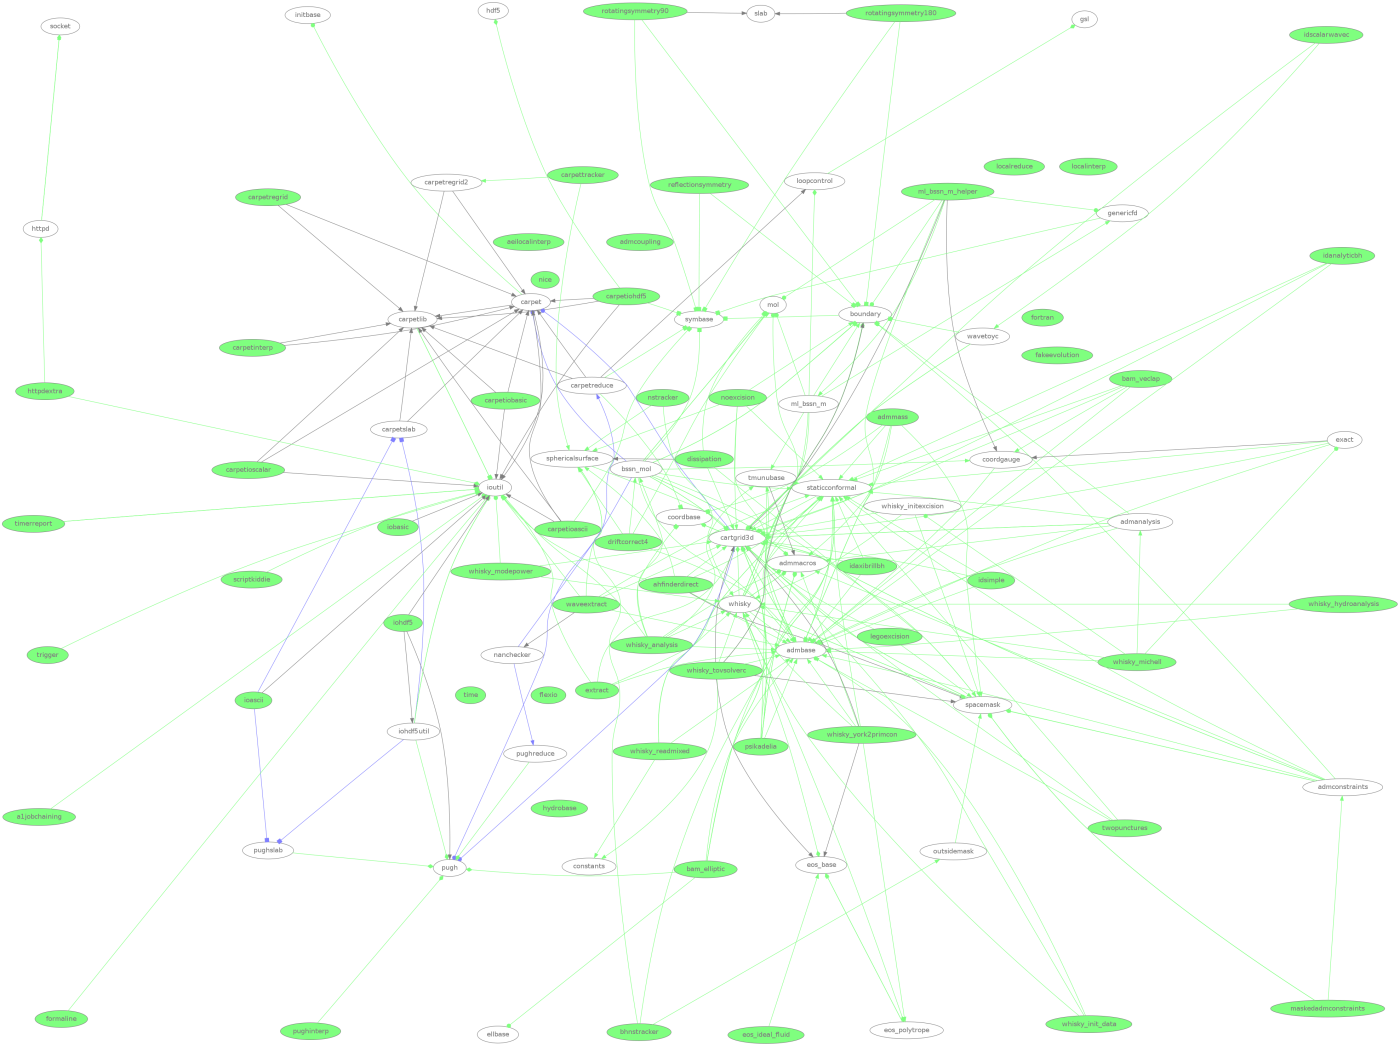 socket
initbase
hdf5
rotatingsymmetry90
slab
rotatingsymmetry180
gsl
idscalarwavec
carpetregrid
carpetregrid2
carpettracker
reflectionsymmetry
loopcontrol
ml_bssn_m_helper
localreduce
localinterp
genericfd
httpd
aeilocalinterp
admcoupling
idanalyticbh
nice
carpetiohdf5
carpet
carpetlib
symbase
mol
boundary
wavetoyc
fortran
fakeevolution
carpetinterp
httpdextra
carpetreduce
carpetiobasic
nstracker
noexcision
ml_bssn_m
admmass
bam_veclap
carpetslab
exact
carpetioscalar
sphericalsurface
bssn_mol
dissipation
coordgauge
ioutil
tmunubase
staticconformal
whisky_initexcision
timerreport
iobasic
carpetioascii
coordbase
admanalysis
driftcorrect4
cartgrid3d
admmacros
idaxibrillbh
scriptkiddie
whisky_modepower
ahfinderdirect
idsimple
iohdf5
waveextract
whisky
whisky_hydroanalysis
legoexcision
trigger
nanchecker
whisky_analysis
admbase
whisky_michell
whisky_tovsolverc
ioascii
time
flexio
extract
spacemask
iohdf5util
pughreduce
whisky_readmixed
psikadelia
whisky_york2primcon
admconstraints
a1jobchaining
hydrobase
twopunctures
pughslab
pugh
constants
bam_elliptic
eos_base
outsidemask
formaline
pughinterp
ellbase
bhnstracker
eos_ideal_fluid
eos_polytrope
whisky_init_data
maskedadmconstraints